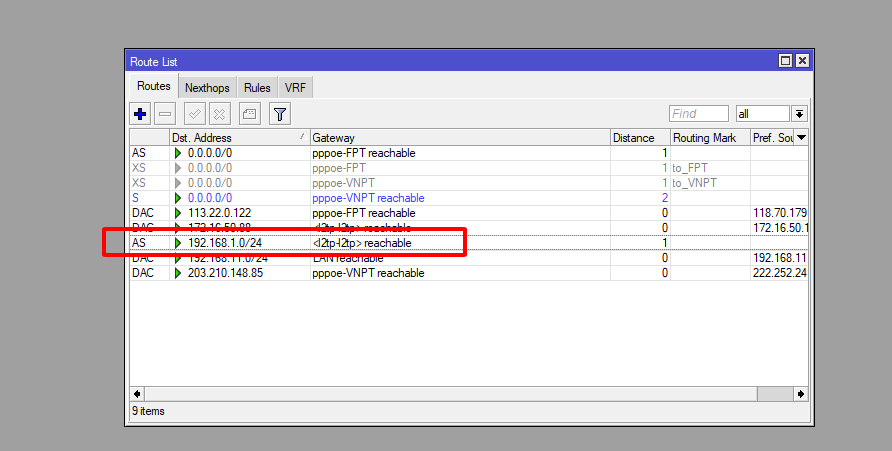 Route List
Routes Nexthops Rules VRF
Find all
Dst. Address / Gateway Distance Routing Mark Pref. Sou
AS 0.0.0.0/0 pppoe-FPT reachable 1
XS 0.0.0.0/0 pppoe-FPT 1 to_FPT
XS 0.0.0.0/0 pppoe-VNPT 1 to_VNPT
S 0.0.0.0/0 pppoe-VNPT reachable 2
DAC 113.22.0.122 pppoe-FPT reachable 0 118.70.179
DAC 172.16.50.88 <l2tp-l2tp> reachable 0 172.16.50.1
AS 192.168.1.0/24 <l2tp-l2tp> reachable 1
DAC 192.168.11.0/24 LAN reachable 0 192.168.11
DAC 203.210.148.85 pppoe-VNPT reachable 0 222.252.24
9 items